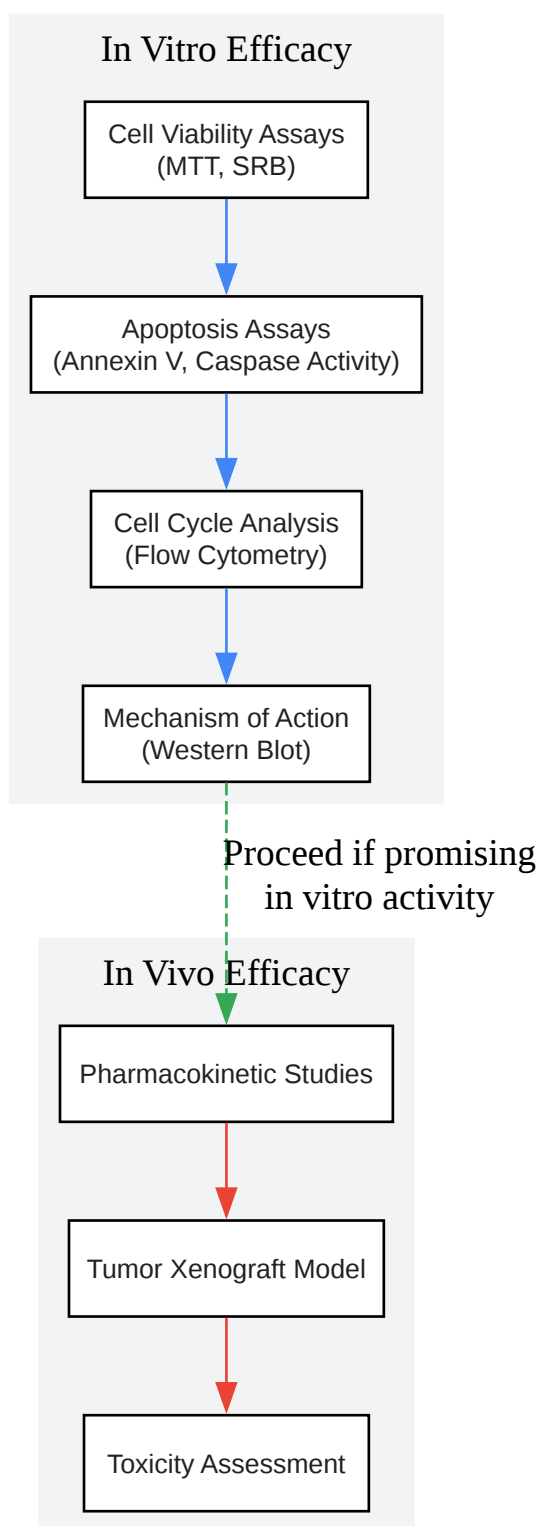 In Vitro Efficacy
Cell Viability Assays
(MTT, SRB)
Apoptosis Assays
(Annexin V, Caspase Activity)
Cell Cycle Analysis
(Flow Cytometry)
Mechanism of Action
(Western Blot)
Proceed if promising
in vitro activity
In Vivo Efficacy
Pharmacokinetic Studies
Tumor Xenograft Model
Toxicity Assessment